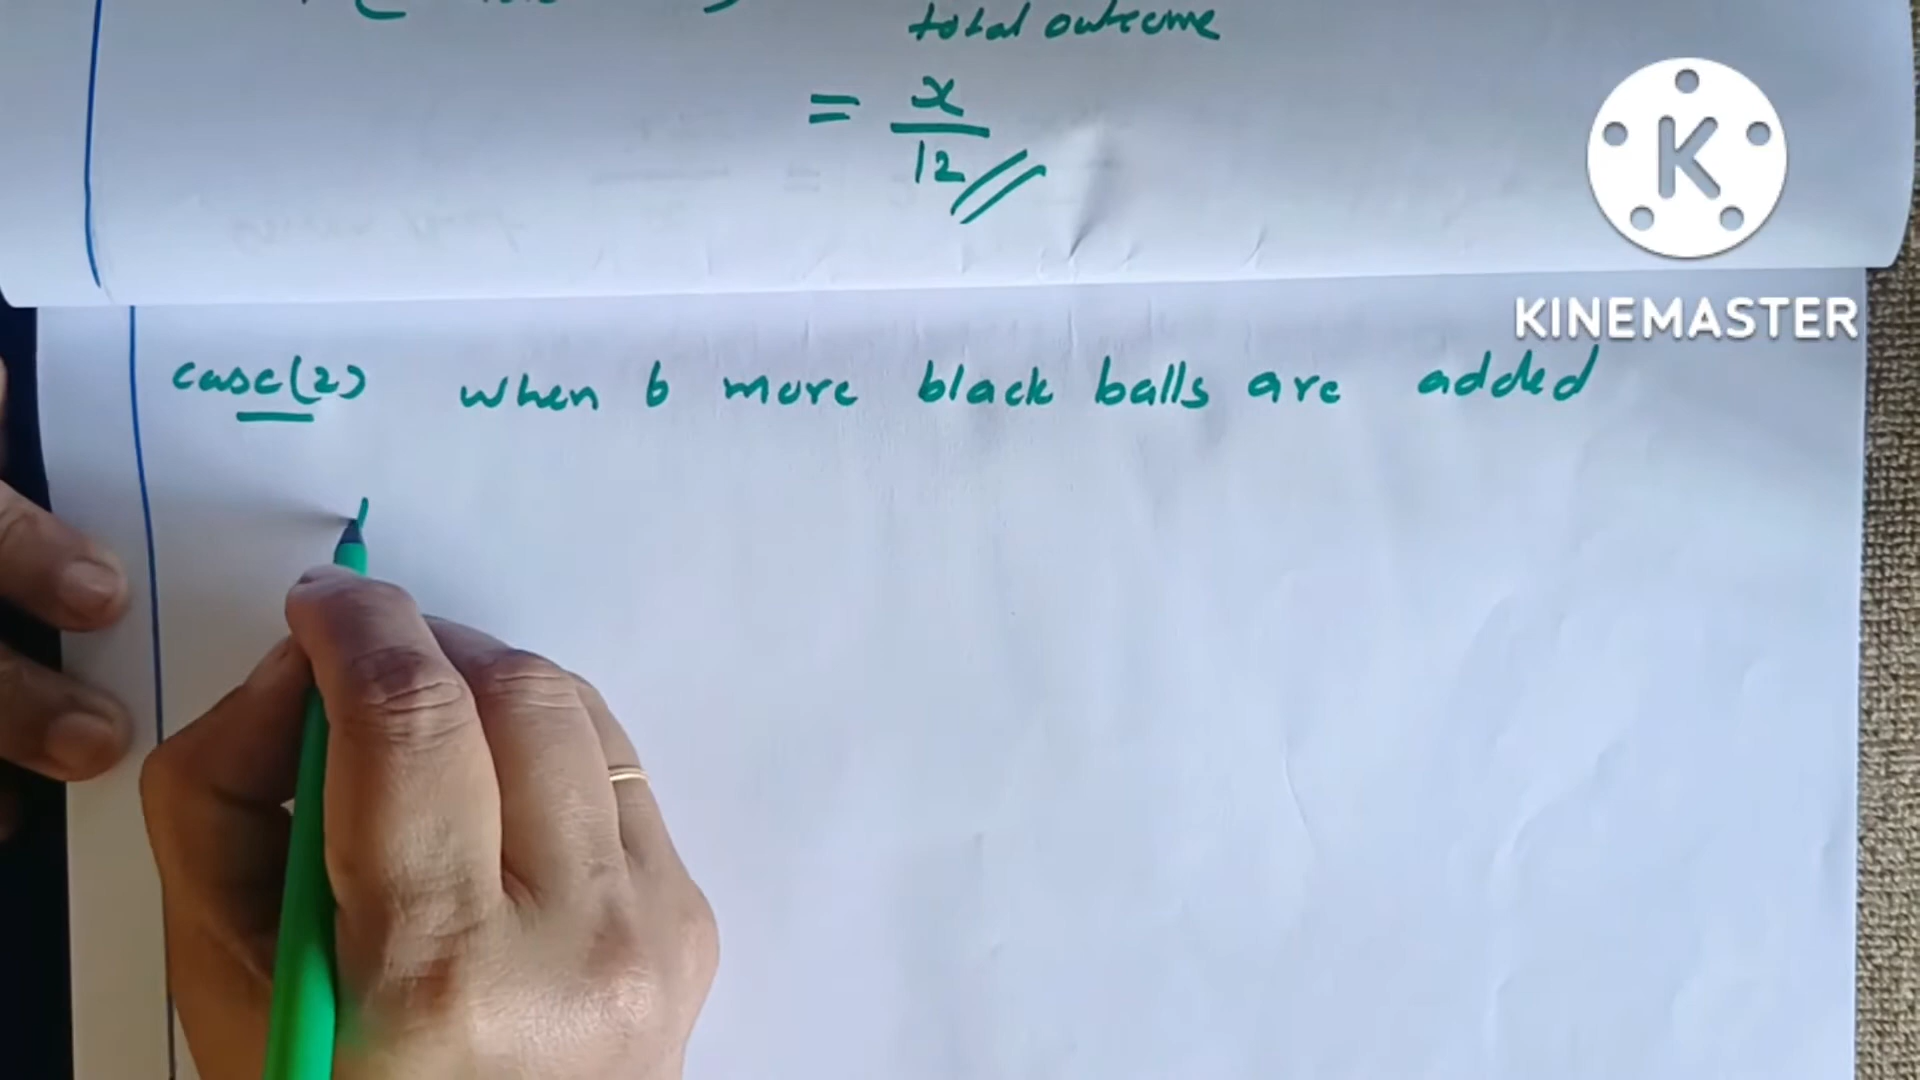 total outcome
= x
12
K
KINEMASTER
case(2) when 6 more black balls are added